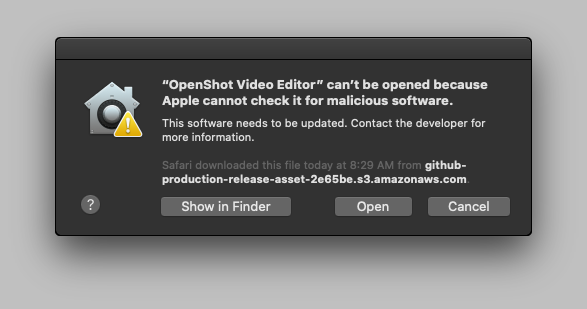 “OpenShot Video Editor” can’t be opened because
Apple cannot check it for malicious software.
This software needs to be updated. Contact the developer for
more information.
Safari downloaded this file today at 8:29 AM from github-
production-release-asset-2e65be.s3.amazonaws.com.
? Show in Finder Open Cancel